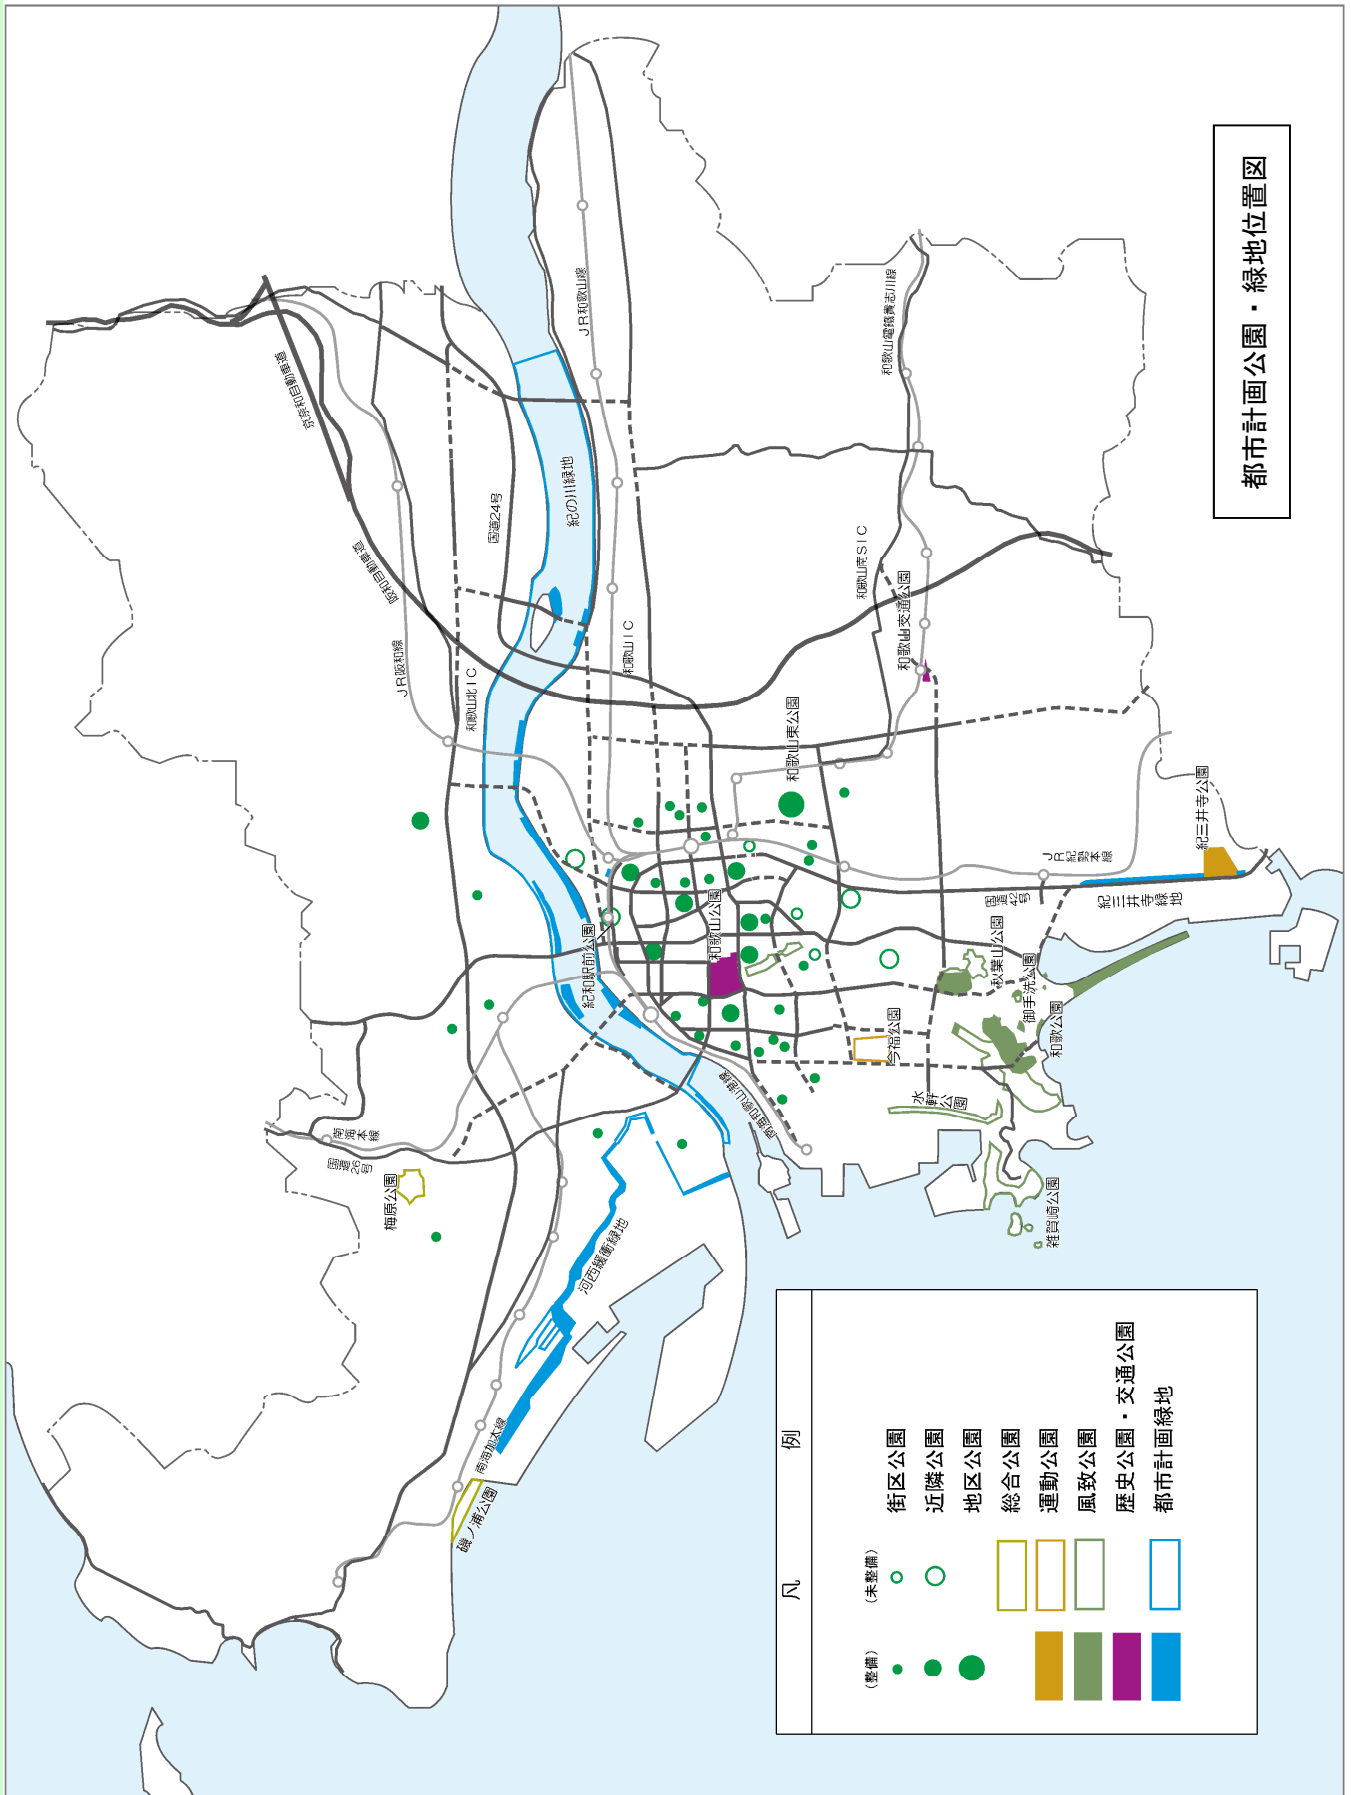 都市計画公園・緑地位置図
京奈和自動車道
阪和自動車道
JR阪和線
和歌山北IC
国道24号
紀の川緑地
JR和歌山線
和歌山IC
和歌山電鐵貴志川線
和歌山南SIC
和歌山交通公園
和歌山東公園
紀三井寺公園
JR紀勢本線
国道42号
紀三井寺緑地
和歌山公園
紀和駅前公園
秋葉山公園
御手洗公園
和歌公園
今福公園
水軒公園
雑賀崎公園
南海和歌山港線
南海本線
国道26号
梅原公園
河西緩衝緑地
南海加太線
磯ノ浦公園
凡 例
(整備) (未整備)
街区公園
近隣公園
地区公園
総合公園
運動公園
風致公園
歴史公園・交通公園
都市計画緑地